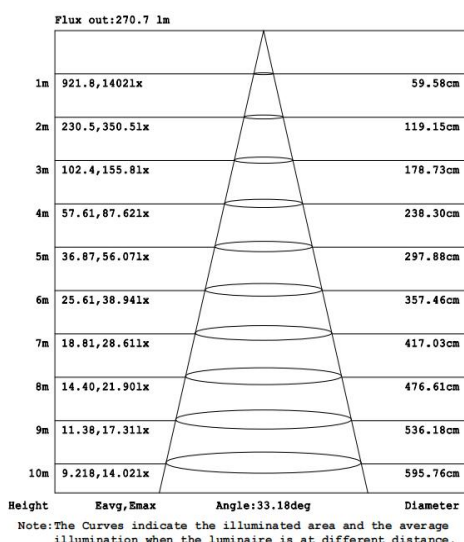 Flux out:270.7 lm
1m 921.8,1402lx 59.58cm
2m 230.5,350.5lx 119.15cm
3m 102.4,155.8lx 178.73cm
4m 57.61,87.62lx 238.30cm
5m 36.87,56.07lx 297.88cm
6m 25.61,38.94lx 357.46cm
7m 18.81,28.61lx 417.03cm
8m 14.40,21.90lx 476.61cm
9m 11.38,17.31lx 536.18cm
10m 9.218,14.02lx 595.76cm
Height Eavg,Emax Angle:33.18deg Diameter
Note:The Curves indicate the illuminated area and the average
illumination when the luminaire is at different distance.